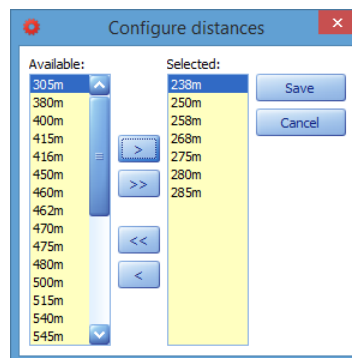 Configure distances
Available:
305m
380m
400m
415m
416m
450m
460m
462m
470m
475m
480m
500m
515m
540m
545m
>
>>
<<
<
Selected:
238m
250m
258m
268m
275m
280m
285m
Save
Cancel